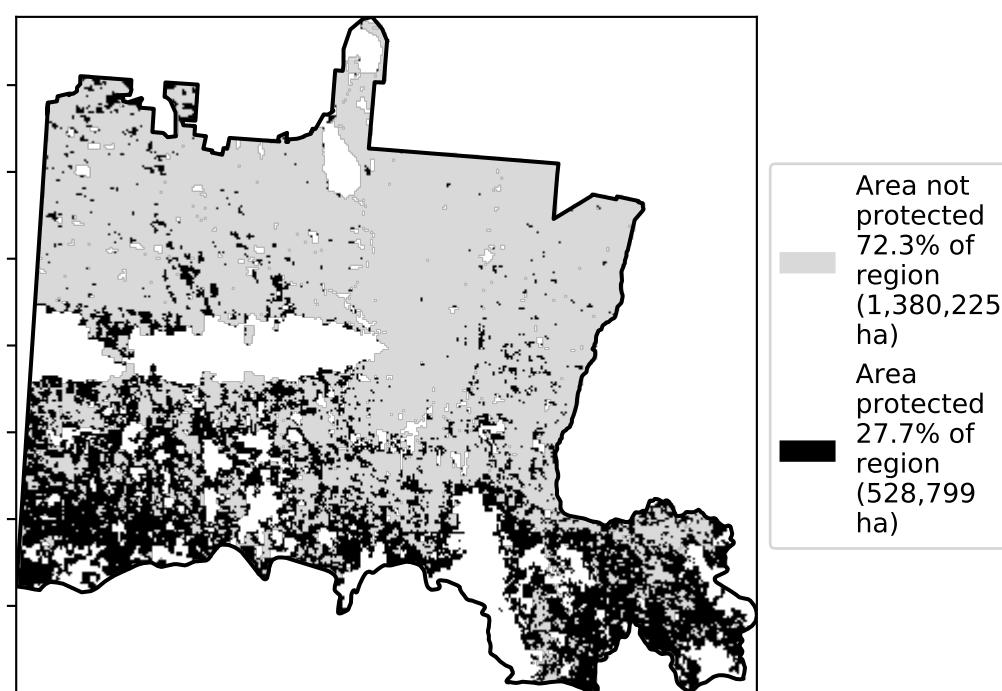 Area not
protected
72.3% of
region
(1,380,225
ha)
Area
protected
27.7% of
region
(528,799
ha)